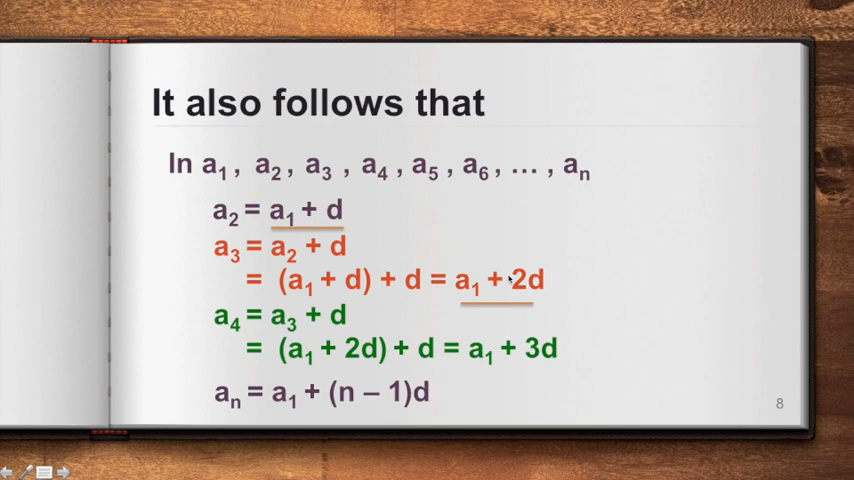 It also follows that
In a₁ , a₂ , a₃ , a₄ , a₅ , a₆ , … , aₙ
a₂ = a₁ + d
a₃ = a₂ + d
= (a₁ + d) + d = a₁ + 2d
a₄ = a₃ + d
= (a₁ + 2d) + d = a₁ + 3d
aₙ = a₁ + (n – 1)d
8